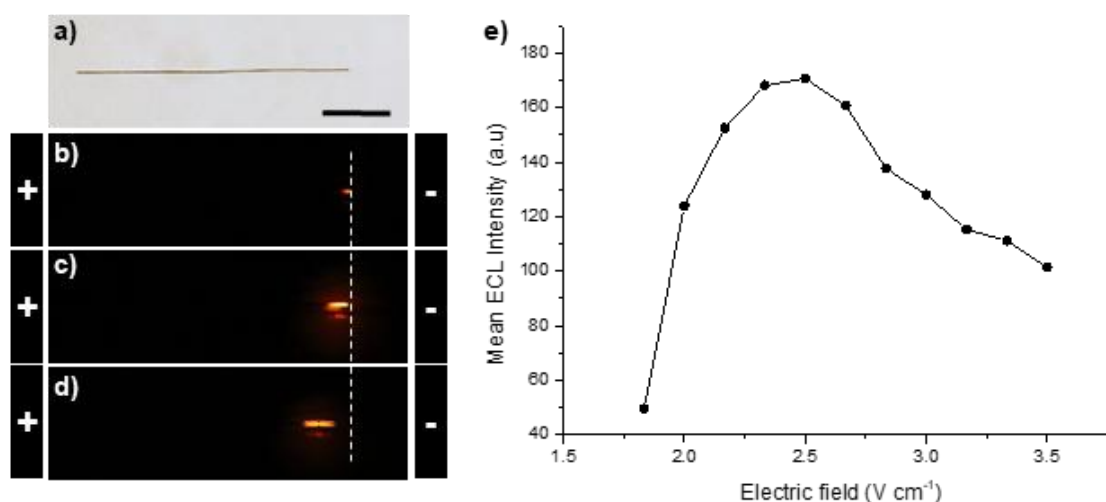 a)
b)
+ -
c)
+ -
d)
+ -
e)
180
160
140
120
100
80
60
40
1.5 2.0 2.5 3.0 3.5
Mean ECL Intensity (a.u)
Electric field (V cm⁻¹)